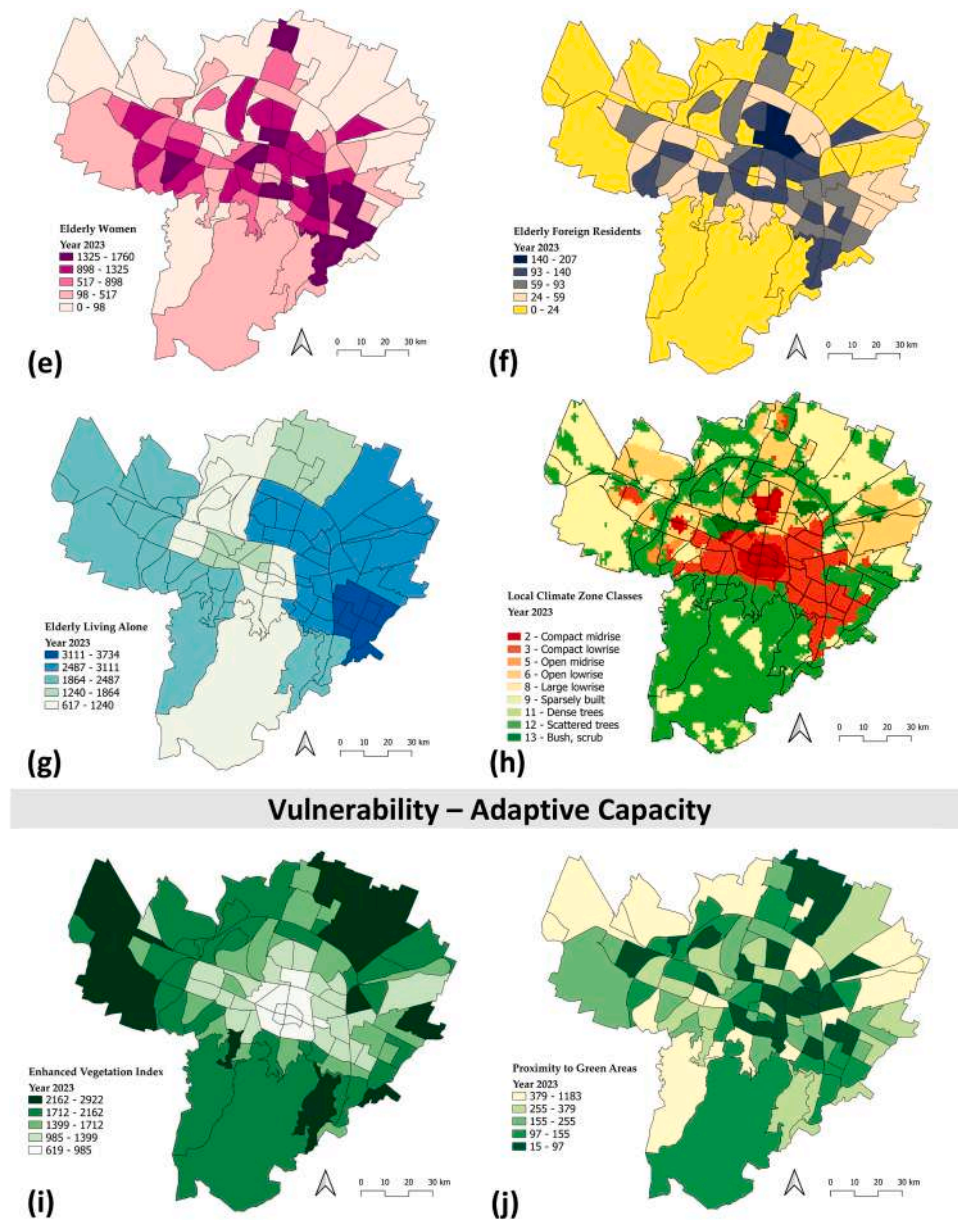 Elderly Women
Year 2023
1325 - 1760
898 - 1325
517 - 898
98 - 517
0 - 98
0 10 20 30 km
(e)
Elderly Foreign Residents
Year 2023
140 - 207
93 - 140
59 - 93
24 - 59
0 - 24
0 10 20 30 km
(f)
Elderly Living Alone
Year 2023
3111 - 3734
2487 - 3111
1864 - 2487
1240 - 1864
617 - 1240
0 10 20 30 km
(g)
Local Climate Zone Classes
Year 2023
2 - Compact midrise
3 - Compact lowrise
5 - Open midrise
6 - Open lowrise
8 - Large lowrise
9 - Sparsely built
11 - Dense trees
12 - Scattered trees
13 - Bush, scrub
0 10 20 30 km
(h)
Vulnerability – Adaptive Capacity
Enhanced Vegetation Index
Year 2023
2162 - 2922
1712 - 2162
1399 - 1712
985 - 1399
619 - 985
0 10 20 30 km
(i)
Proximity to Green Areas
Year 2023
379 - 1183
255 - 379
155 - 255
97 - 155
15 - 97
0 10 20 30 km
(j)